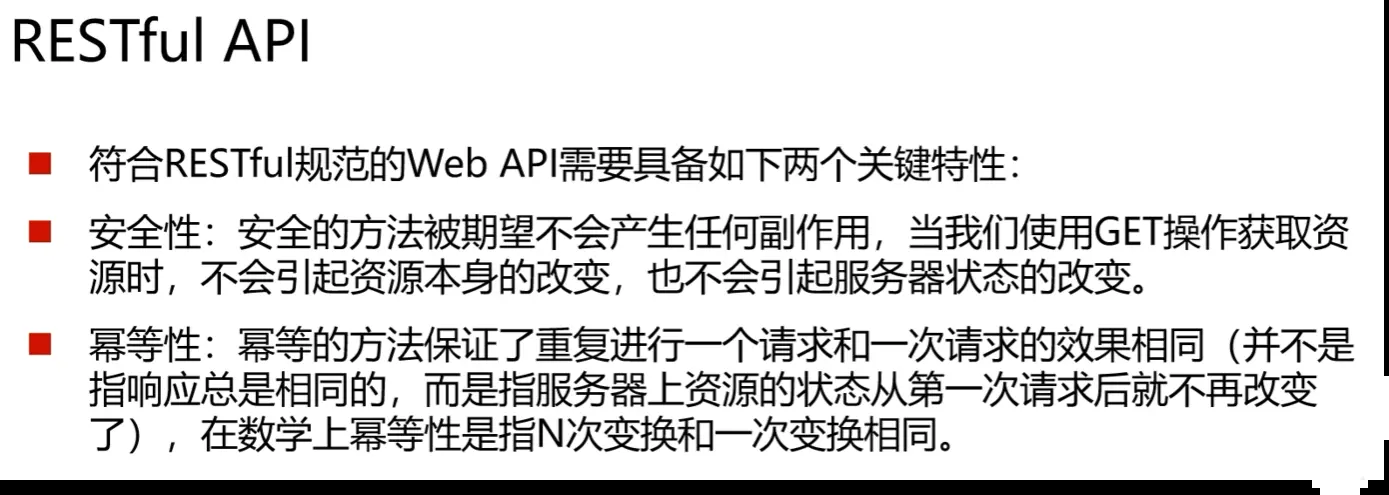 RESTful API
符合RESTful规范的Web API需要具备如下两个关键特性：
安全性：安全的方法被期望不会产生任何副作用，当我们使用GET操作获取资
源时，不会引起资源本身的改变，也不会引起服务器状态的改变。
幂等性：幂等的方法保证了重复进行一个请求和一次请求的效果相同（并不是
指响应总是相同的，而是指服务器上资源的状态从第一次请求后就不再改变
了），在数学上幂等性是指N次变换和一次变换相同。